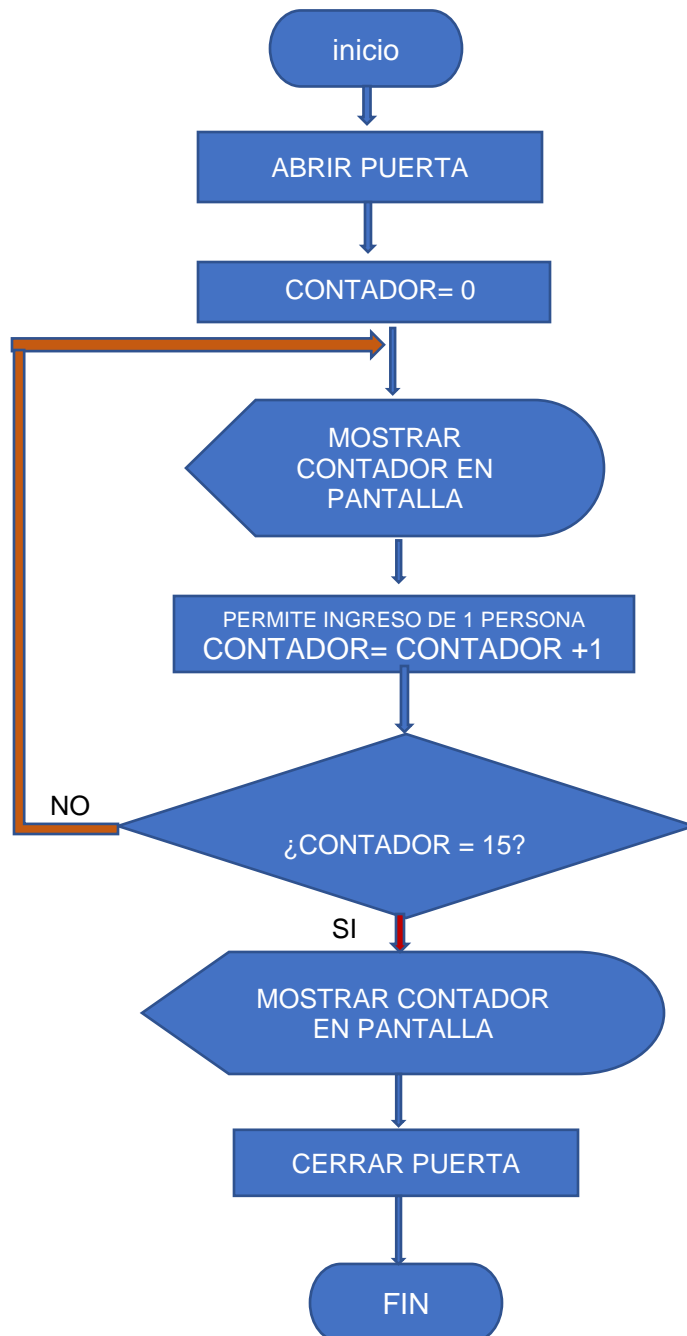 inicio
ABRIR PUERTA
CONTADOR= 0
MOSTRAR
CONTADOR EN
PANTALLA
PERMITE INGRESO DE 1 PERSONA
CONTADOR= CONTADOR +1
NO
¿CONTADOR = 15?
SI
MOSTRAR CONTADOR
EN PANTALLA
CERRAR PUERTA
FIN